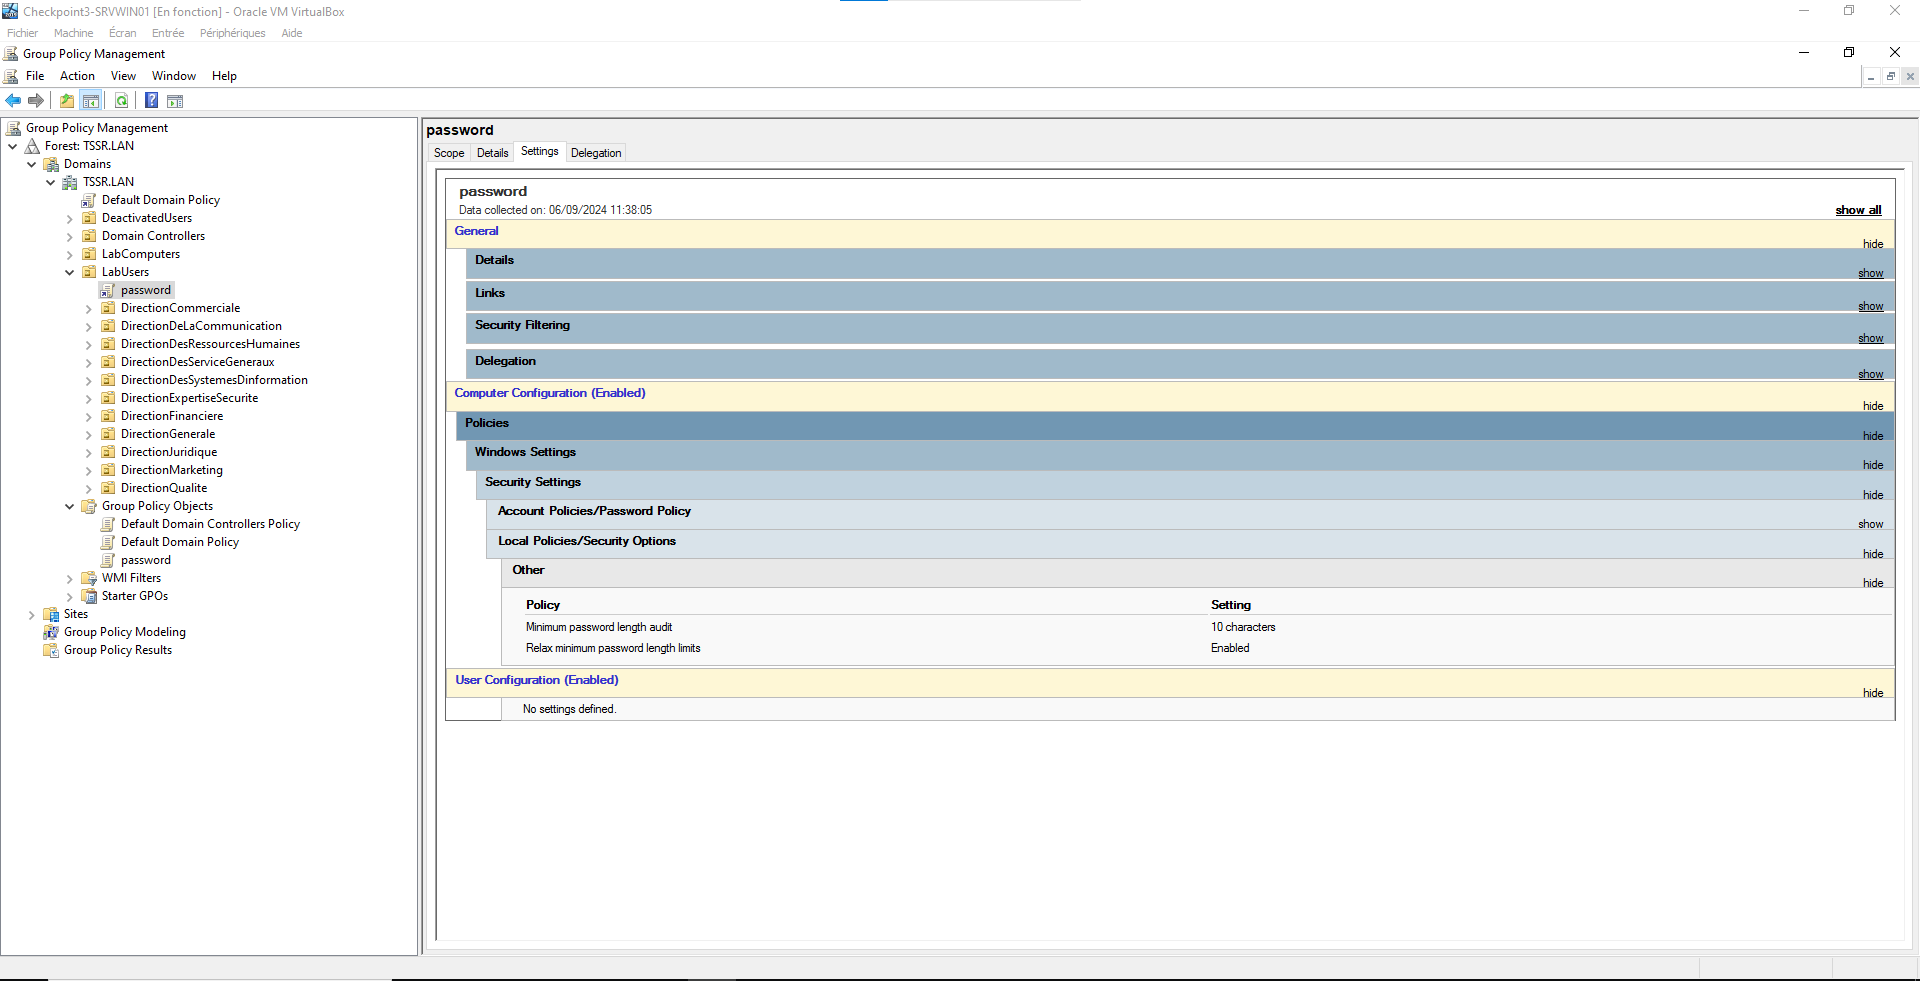 Checkpoint3-SRVWIN01 [En fonction] - Oracle VM VirtualBox
Fichier Machine Écran Entrée Périphériques Aide
Group Policy Management
File Action View Window Help
Group Policy Management
Forest: TSSR.LAN
Domains
TSSR.LAN
Default Domain Policy
DeactivatedUsers
Domain Controllers
LabComputers
LabUsers
password
DirectionCommerciale
DirectionDeLaCommunication
DirectionDesRessourcesHumaines
DirectionDesServiceGeneraux
DirectionDesSystemesDinformation
DirectionExpertiseSecurite
DirectionFinanciere
DirectionGenerale
DirectionJuridique
DirectionMarketing
DirectionQualite
Group Policy Objects
Default Domain Controllers Policy
Default Domain Policy
password
WMI Filters
Starter GPOs
Sites
Group Policy Modeling
Group Policy Results
password
Scope Details Settings Delegation
password
Data collected on: 06/09/2024 11:38:05 show all
General hide
Details show
Links show
Security Filtering show
Delegation show
Computer Configuration (Enabled) hide
Policies hide
Windows Settings hide
Security Settings hide
Account Policies/Password Policy show
Local Policies/Security Options hide
Other hide
Policy Setting
Minimum password length audit 10 characters
Relax minimum password length limits Enabled
User Configuration (Enabled) hide
No settings defined.